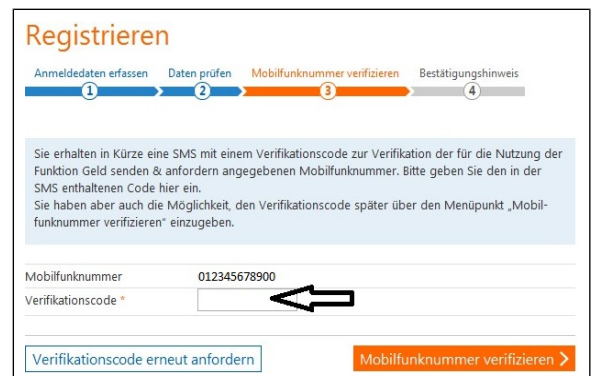 Registrieren
Anmeldedaten erfassen Daten prüfen Mobilfunknummer verifizieren Bestätigungshinweis
1 2 3 4
Sie erhalten in Kürze eine SMS mit einem Verifikationscode zur Verifikation der für die Nutzung der
Funktion Geld senden & anfordern angegebenen Mobilfunknummer. Bitte geben Sie den in der
SMS enthaltenen Code hier ein.
Sie haben aber auch die Möglichkeit, den Verifikationscode später über den Menüpunkt „Mobil-
funknummer verifizieren" einzugeben.
Mobilfunknummer 012345678900
Verifikationscode *
Verifikationscode erneut anfordern Mobilfunknummer verifizieren